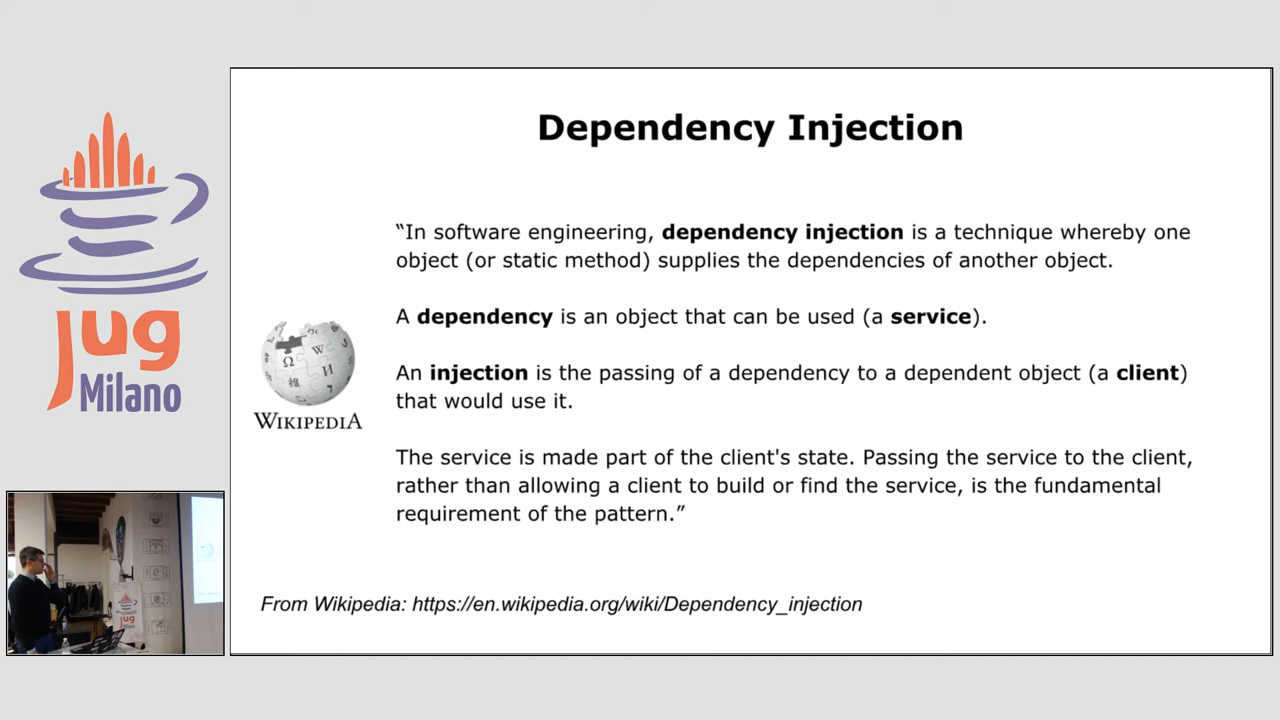 Dependency Injection
“In software engineering, dependency injection is a technique whereby one
object (or static method) supplies the dependencies of another object.
A dependency is an object that can be used (a service).
An injection is the passing of a dependency to a dependent object (a client)
that would use it.
The service is made part of the client's state. Passing the service to the client,
rather than allowing a client to build or find the service, is the fundamental
requirement of the pattern.”
From Wikipedia: https://en.wikipedia.org/wiki/Dependency_injection
WIKIPEDIA
Ω
W
И
維
jug
Milano
jug